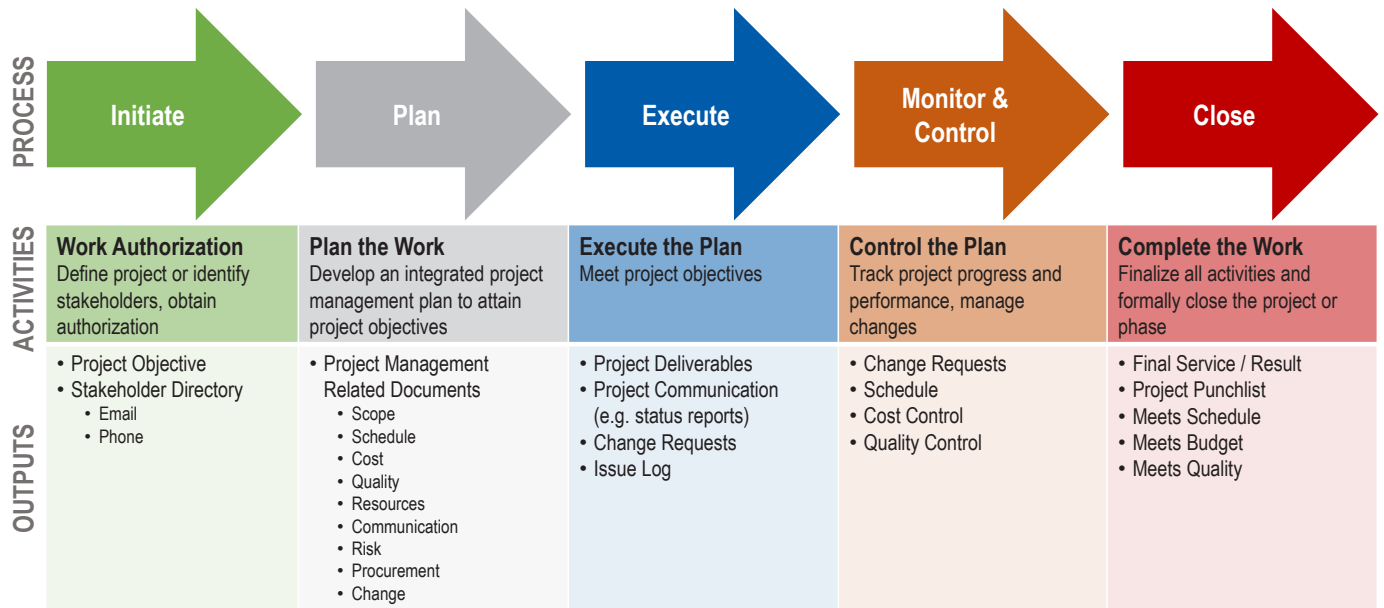 PROCESS
Initiate
Plan
Execute
Monitor &
Control
Close
ACTIVITIES
Work Authorization
Define project or identify
stakeholders, obtain
authorization
Plan the Work
Develop an integrated project
management plan to attain
project objectives
Execute the Plan
Meet project objectives
Control the Plan
Track project progress and
performance, manage
changes
Complete the Work
Finalize all activities and
formally close the project or
phase
OUTPUTS
• Project Objective
• Stakeholder Directory
• Email
• Phone
• Project Management
Related Documents
• Scope
• Schedule
• Cost
• Quality
• Resources
• Communication
• Risk
• Procurement
• Change
• Project Deliverables
• Project Communication
(e.g. status reports)
• Change Requests
• Issue Log
• Change Requests
• Schedule
• Cost Control
• Quality Control
• Final Service / Result
• Project Punchlist
• Meets Schedule
• Meets Budget
• Meets Quality